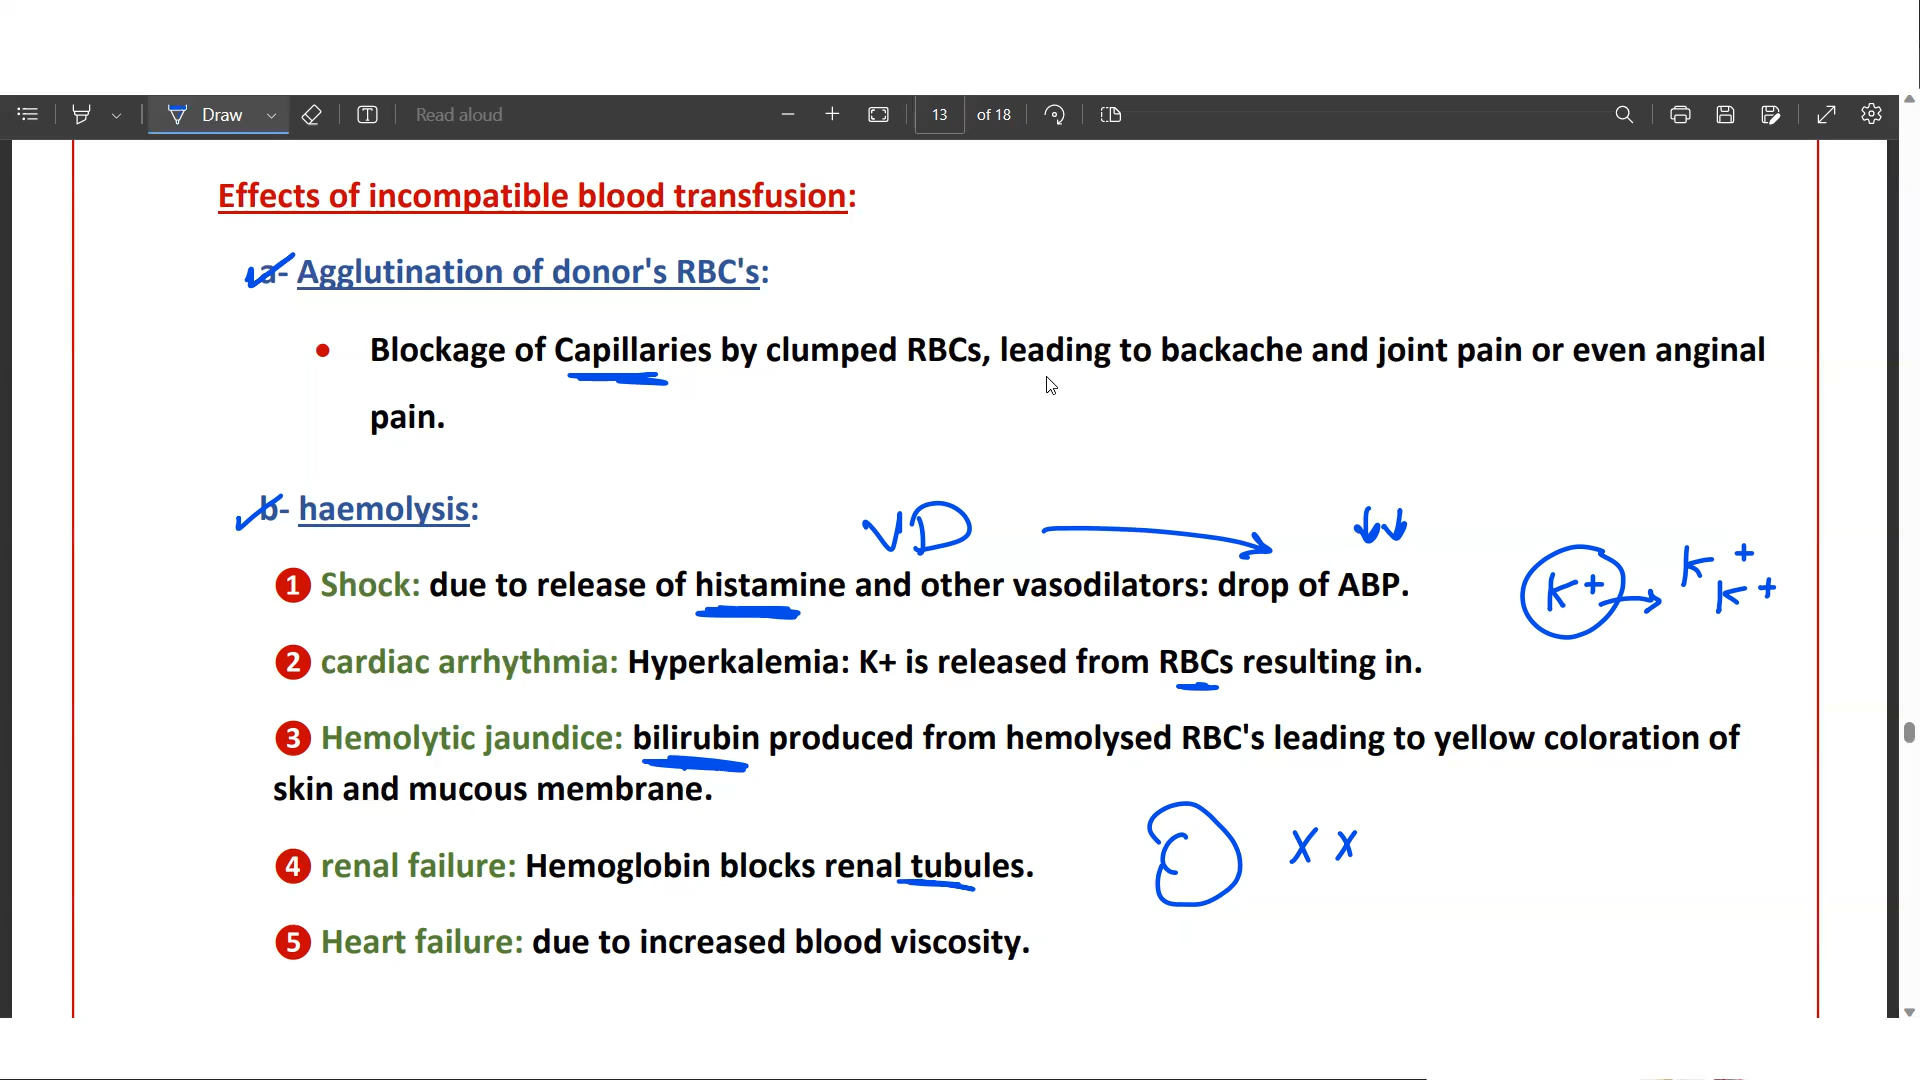 Draw
Read aloud
13 of 18
Effects of incompatible blood transfusion:
a- Agglutination of donor's RBC's:
• Blockage of Capillaries by clumped RBCs, leading to backache and joint pain or even anginal
pain.
b- haemolysis:
VD
1 Shock: due to release of histamine and other vasodilators: drop of ABP.
K+ K+
K+
2 cardiac arrhythmia: Hyperkalemia: K+ is released from RBCs resulting in.
3 Hemolytic jaundice: bilirubin produced from hemolysed RBC's leading to yellow coloration of
skin and mucous membrane.
x x
4 renal failure: Hemoglobin blocks renal tubules.
5 Heart failure: due to increased blood viscosity.